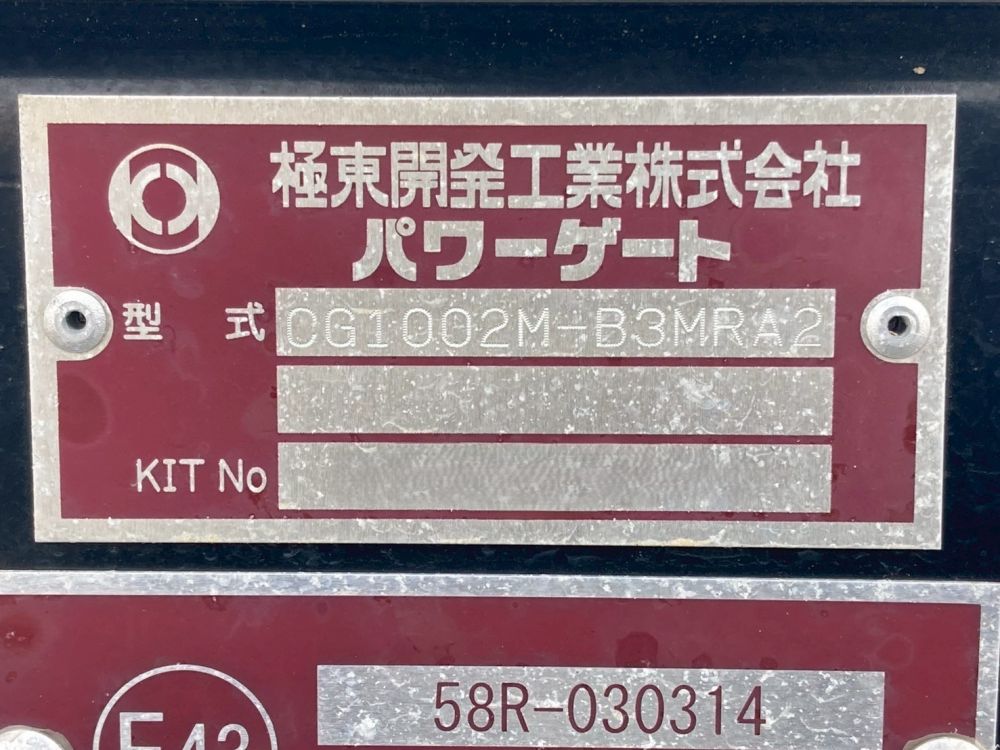 極東開発工業株式会社
パワーゲート
型 式 CG1002M-B3MRA2
KIT No
58R-030314
E43